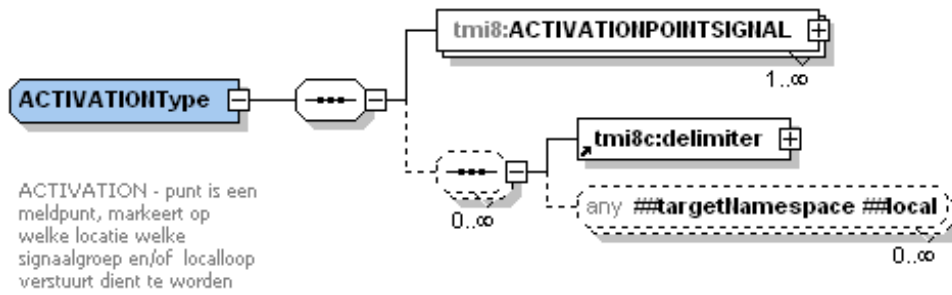 tmi8:ACTIVATIONPOINTSIGNAL
1..∞
ACTIVATIONType
tmi8c:delimiter
0..∞
any ##targetNamespace ##local
0..∞
ACTIVATION - punt is een
meldpunt, markeert op
welke locatie welke
signaalgroep en/of localloop
verstuurt dient te worden